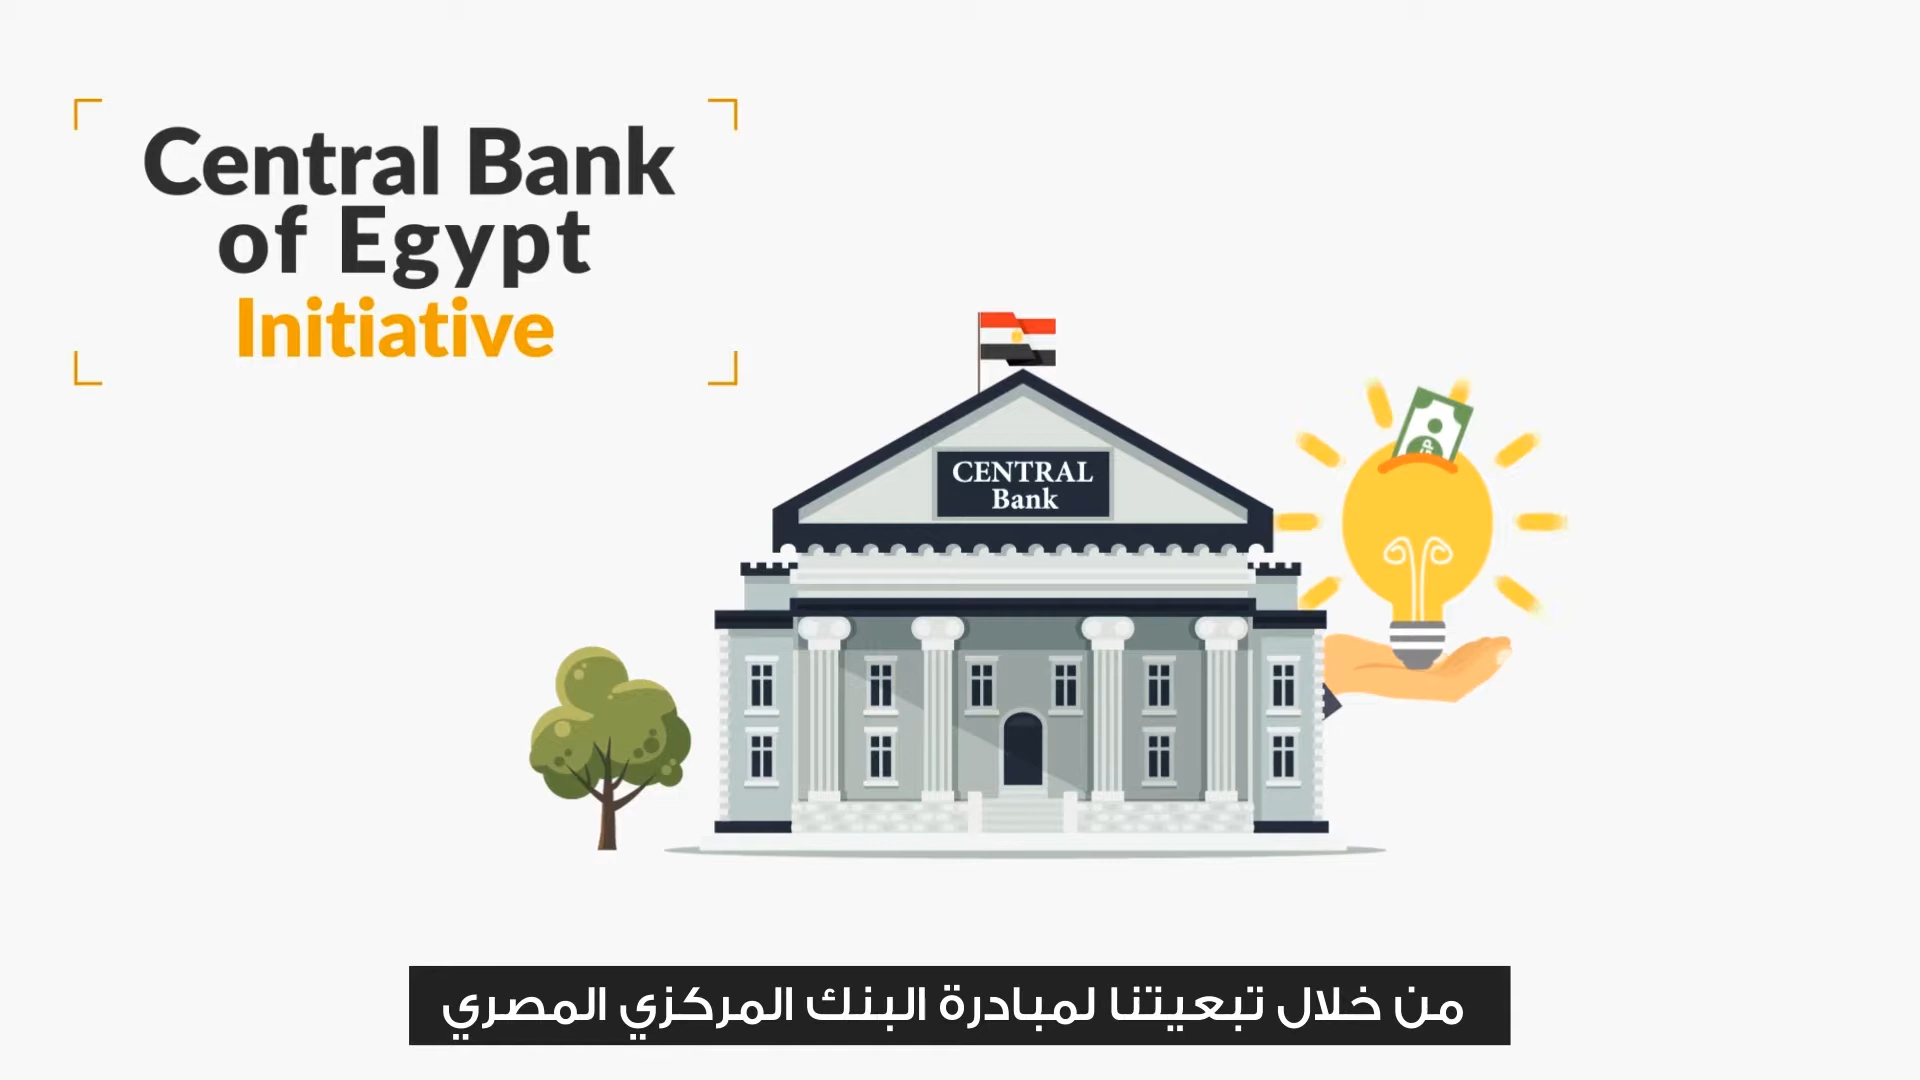 Central Bank
of Egypt
Initiative
CENTRAL
Bank
من خلال تبعيتنا لمبادرة البنك المركزي المصري